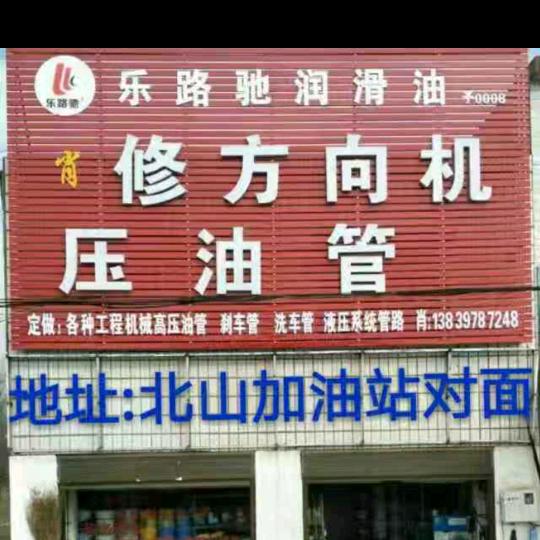 乐路驰
乐路驰润滑油
肖
修方向机
压油管
定做：各种工程机械高压油管 刹车管 洗车管 液压系统管路 肖:13839787248
地址:北山加油站对面